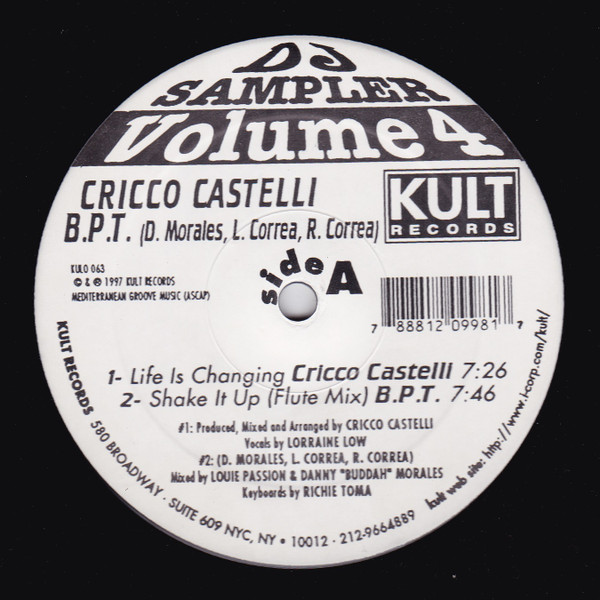 DJ
SAMPLER
Volume 4
CRICCO CASTELLI
B.P.T. (D. Morales, L. Correa, R. Correa)
KULT
RECORDS
KULO 063
© & ℗ 1997 KULT RECORDS
MEDITERRANEAN GROOVE MUSIC (ASCAP)
side A
7 88812 09981 7
1- Life Is Changing Cricco Castelli 7:26
2- Shake It Up (Flute Mix) B.P.T. 7:46
#1: Produced, Mixed and Arranged by CRICCO CASTELLI
Vocals by LORRAINE LOW
#2: (D. MORALES, L. CORREA, R. CORREA)
Mixed by LOUIE PASSION & DANNY "BUDDAH" MORALES
Keyboards by RICHIE TOMA
KULT RECORDS 580 BROADWAY · SUITE 609 NYC, NY • 10012 · 212-9664889
kult web site: http://www.i-corp.com/kult/